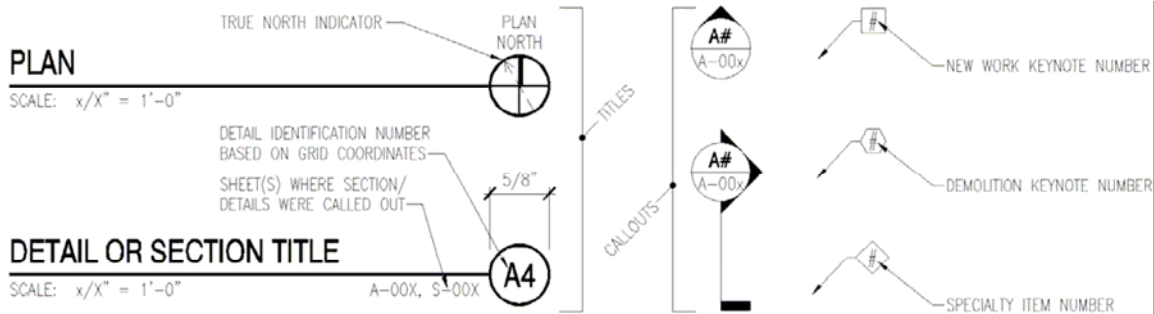 TRUE NORTH INDICATOR
PLAN
NORTH
PLAN
SCALE: x/X" = 1'-0"
DETAIL IDENTIFICATION NUMBER
BASED ON GRID COORDINATES
SHEET(S) WHERE SECTION/
DETAILS WERE CALLED OUT
5/8"
DETAIL OR SECTION TITLE
A4
SCALE: x/X" = 1'-0"
A-00X, S-00X
TITLES
CALLOUTS
A#
A-00x
A#
A-00x
#
NEW WORK KEYNOTE NUMBER
#
DEMOLITION KEYNOTE NUMBER
#
SPECIALTY ITEM NUMBER